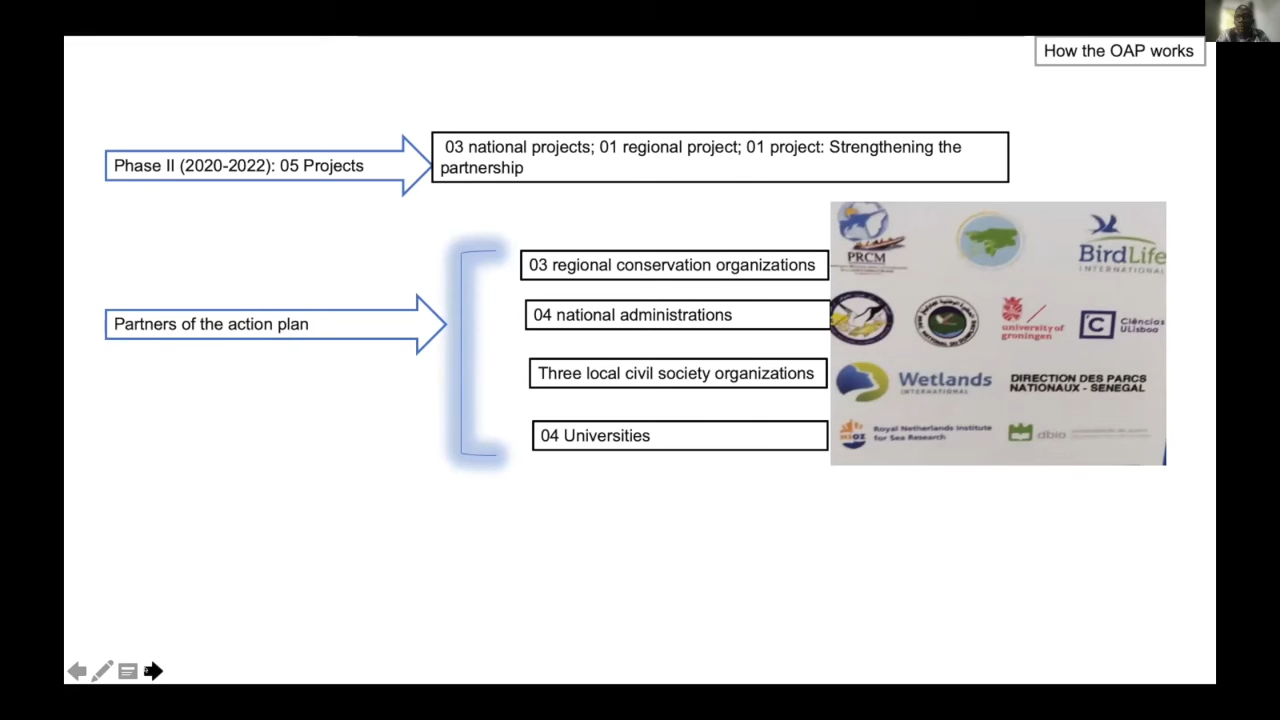 How the OAP works
Phase II (2020-2022): 05 Projects
03 national projects; 01 regional project; 01 project: Strengthening the
partnership
Partners of the action plan
03 regional conservation organizations
04 national administrations
Three local civil society organizations
04 Universities
PRCM
BirdLife
INTERNATIONAL
university of
groningen
C
Ciências
ULisboa
Wetlands
INTERNATIONAL
DIRECTION DES PARCS
NATIONAUX - SENEGAL
Royal Netherlands Institute
for Sea Research
dbio